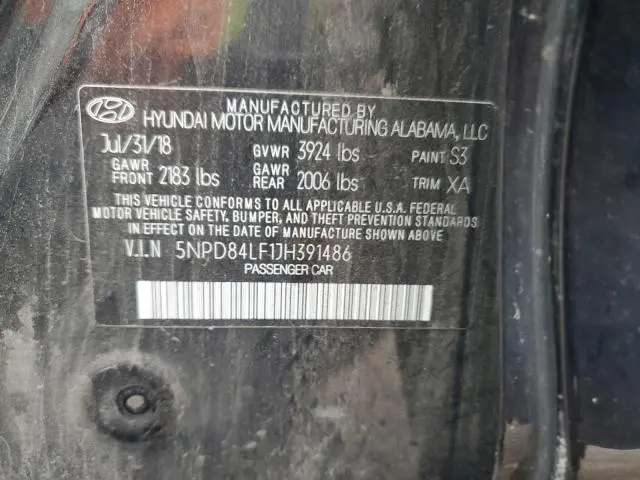 MANUFACTURED BY
HYUNDAI MOTOR MANUFACTURING ALABAMA, LLC
Jul/31/18 GVWR 3924 lbs PAINT S3
GAWR FRONT 2183 lbs GAWR REAR 2006 lbs TRIM XA
THIS VEHICLE CONFORMS TO ALL APPLICABLE U.S.A. FEDERAL
MOTOR VEHICLE SAFETY, BUMPER, AND THEFT PREVENTION STANDARDS
IN EFFECT ON THE DATE OF MANUFACTURE SHOWN ABOVE.
V.I.N 5NPD84LF1JH391486
PASSENGER CAR